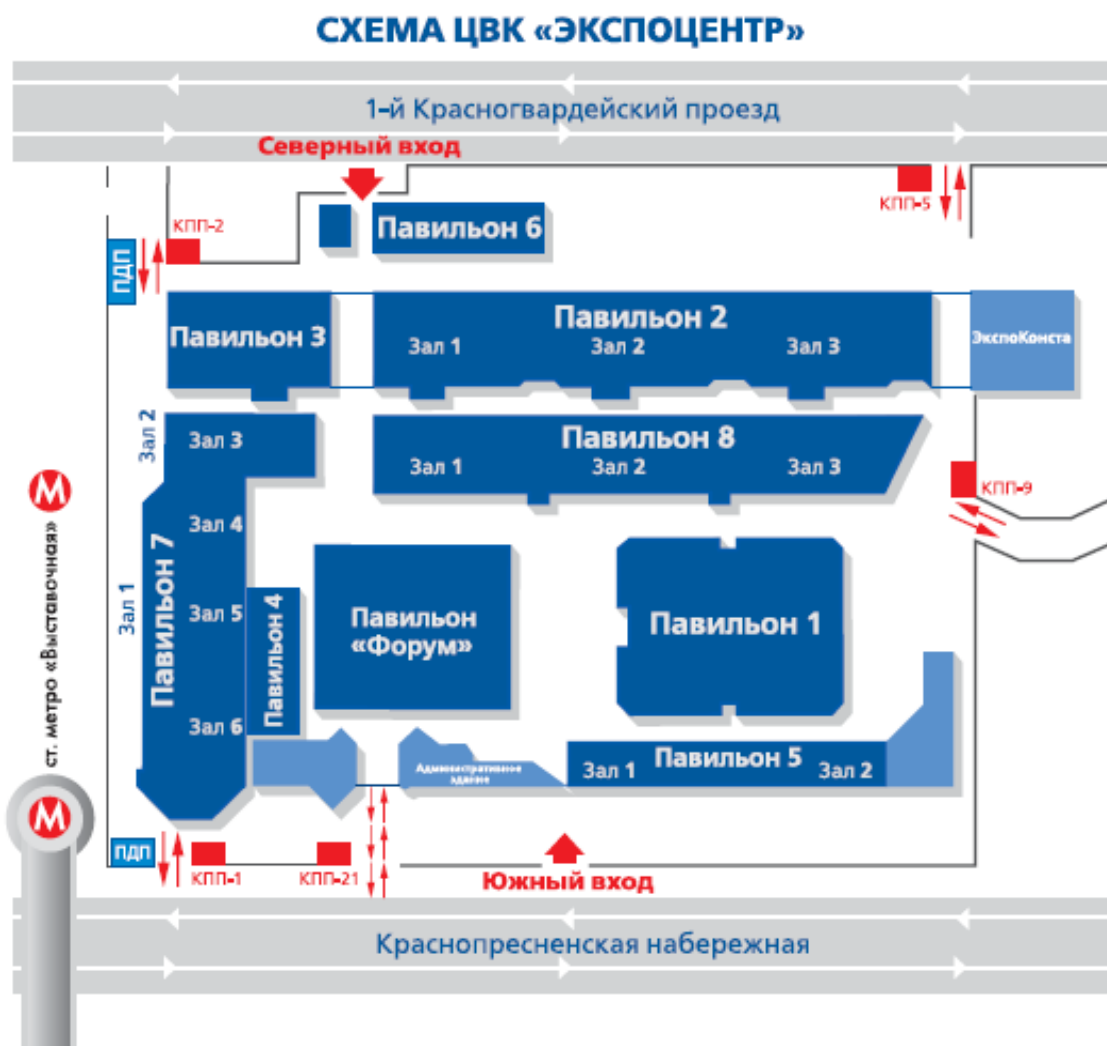 СХЕМА ЦВК «ЭКСПОЦЕНТР»
1-й Красногвардейский проезд
Северный вход
КПП-5
КПП-2
Павильон 6
ПДП
Павильон 2
Павильон 3
Зал 1
Зал 2
Зал 3
ЭкспоКонста
Зал 2
Зал 3
Павильон 8
Зал 1
Зал 2
Зал 3
КПП-9
М
ст. метро «Выставочная»
Зал 4
Павильон 7
Зал 1
Зал 5
Павильон 4
Павильон
«Форум»
Павильон 1
Зал 6
Павильон 5
Зал 1
Зал 2
Административное
здание
М
ПДП
КПП-1
КПП-21
Южный вход
Краснопресненская набережная